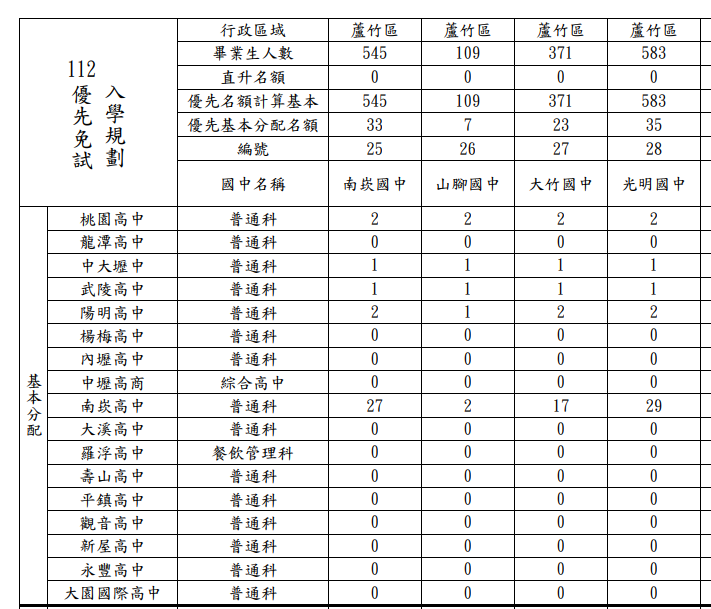 112
優先免試
入學規劃
行政區域 蘆竹區 蘆竹區 蘆竹區 蘆竹區
畢業生人數 545 109 371 583
直升名額 0 0 0 0
優先名額計算基本 545 109 371 583
優先基本分配名額 33 7 23 35
編號 25 26 27 28
國中名稱 南崁國中 山腳國中 大竹國中 光明國中
基本分配
桃園高中 普通科 2 2 2 2
龍潭高中 普通科 0 0 0 0
中大壢中 普通科 1 1 1 1
武陵高中 普通科 1 1 1 1
陽明高中 普通科 2 1 2 2
楊梅高中 普通科 0 0 0 0
內壢高中 普通科 0 0 0 0
中壢高商 綜合高中 0 0 0 0
南崁高中 普通科 27 2 17 29
大溪高中 普通科 0 0 0 0
羅浮高中 餐飲管理科 0 0 0 0
壽山高中 普通科 0 0 0 0
平鎮高中 普通科 0 0 0 0
觀音高中 普通科 0 0 0 0
新屋高中 普通科 0 0 0 0
永豐高中 普通科 0 0 0 0
大園國際高中 普通科 0 0 0 0